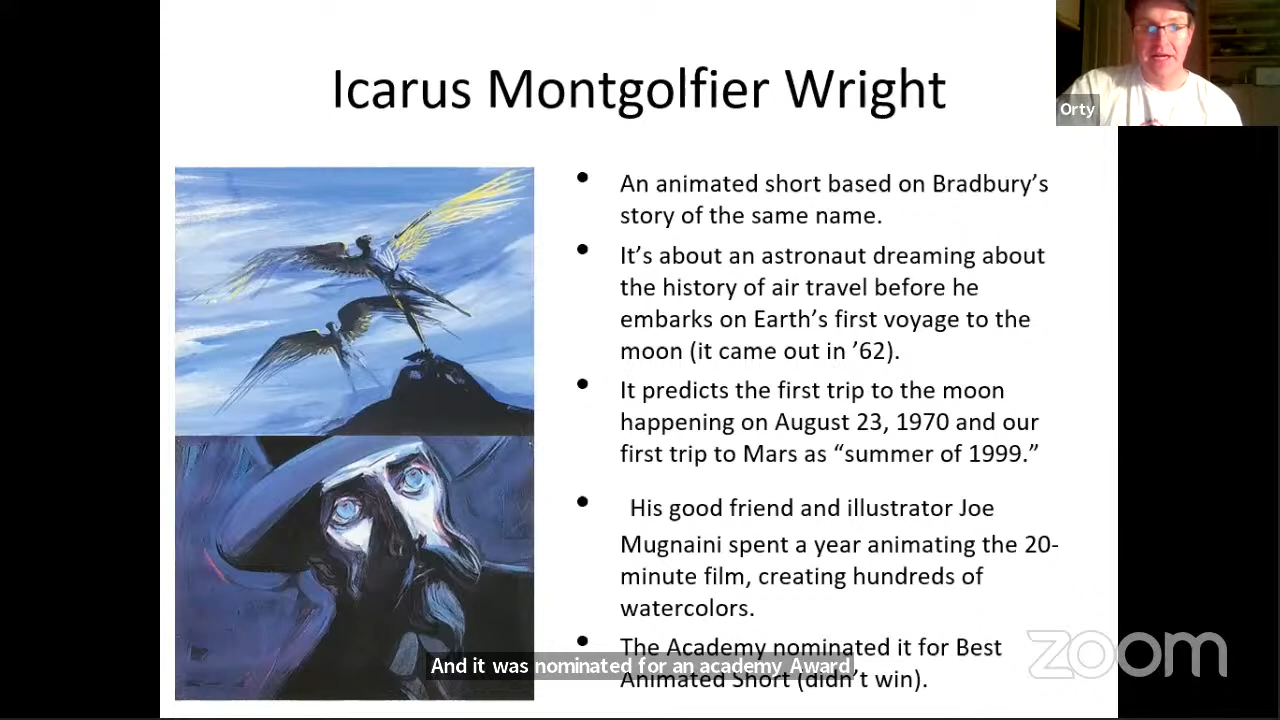 Icarus Montgolfier Wright
Orty
• An animated short based on Bradbury’s
story of the same name.
• It’s about an astronaut dreaming about
the history of air travel before he
embarks on Earth’s first voyage to the
moon (it came out in ’62).
• It predicts the first trip to the moon
happening on August 23, 1970 and our
first trip to Mars as “summer of 1999.”
• His good friend and illustrator Joe
Mugnaini spent a year animating the 20-
minute film, creating hundreds of
watercolors.
• The Academy nominated it for Best
Animated Short (didn’t win).
And it was nominated for an academy Award
zoom